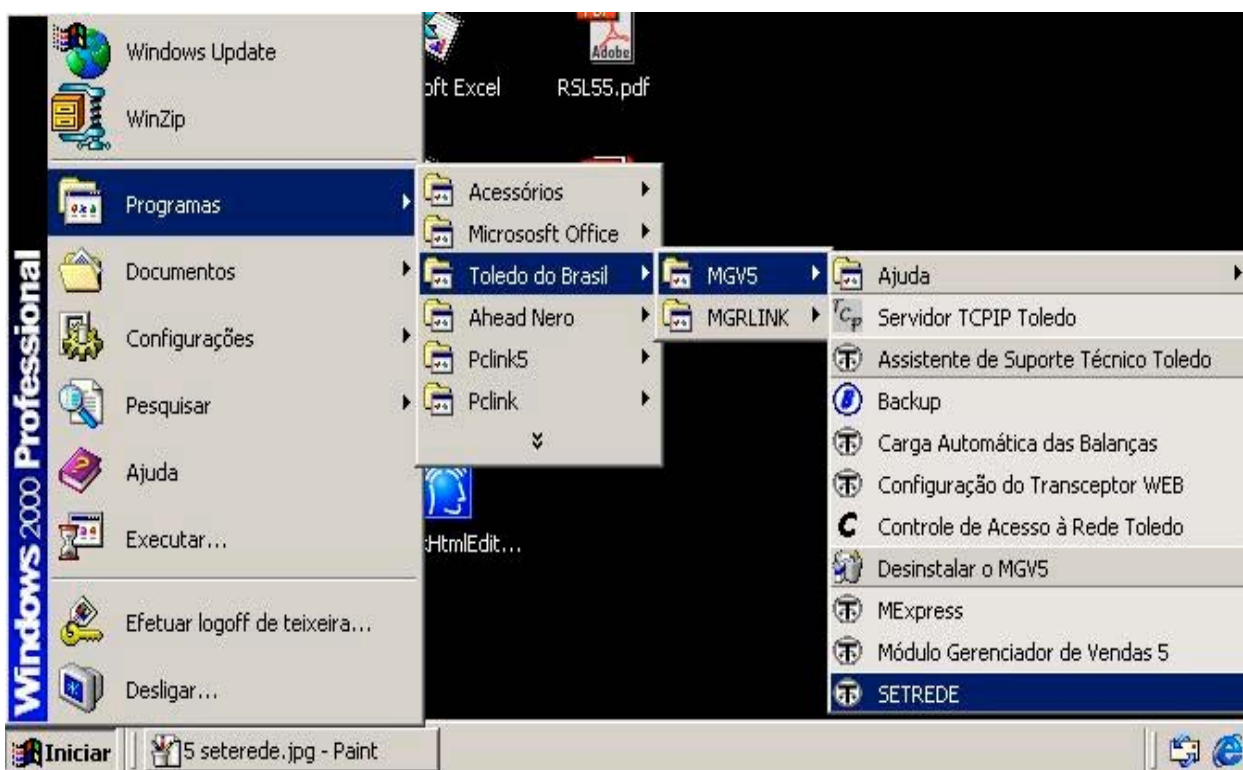 Windows 2000 Professional
Windows Update
WinZip
Programas
Documentos
Configurações
Pesquisar
Ajuda
Executar...
Efetuar logoff de teixeira...
Desligar...
Acessórios
Micrososft Office
Toledo do Brasil
Ahead Nero
Pclink5
Pclink
MGV5
MGRLINK
Ajuda
TCP
Servidor TCPIP Toledo
Assistente de Suporte Técnico Toledo
Backup
Carga Automática das Balanças
Configuração do Transceptor WEB
Controle de Acesso à Rede Toledo
Desinstalar o MGV5
MExpress
Módulo Gerenciador de Vendas 5
SETREDE
oft Excel
Adobe
RSL55.pdf
HtmlEdit...
Iniciar
5 seterede.jpg - Paint